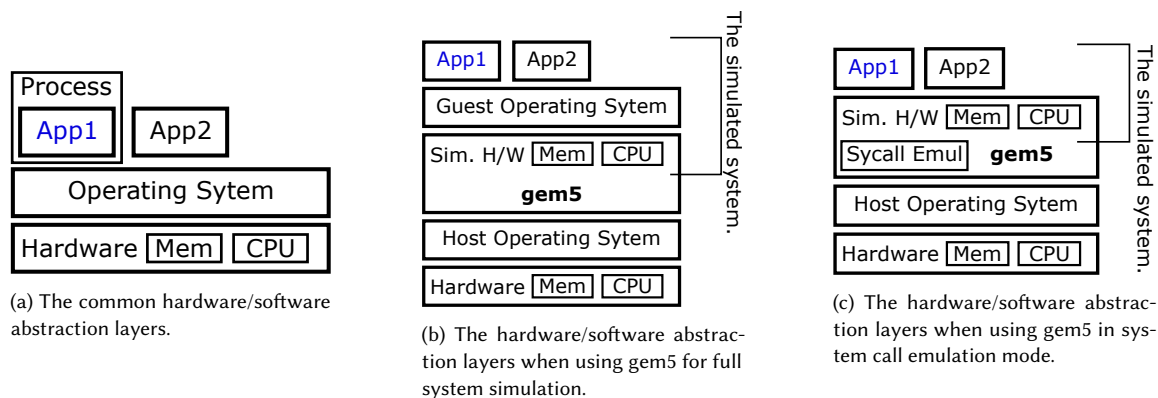 Process
App1
App2
Operating Sytem
Hardware Mem CPU
(a) The common hardware/software
abstraction layers.
App1
App2
Guest Operating Sytem
Sim. H/W Mem CPU
gem5
Host Operating Sytem
Hardware Mem CPU
The simulated system.
(b) The hardware/software abstrac-
tion layers when using gem5 for full
system simulation.
App1
App2
Sim. H/W Mem CPU
Sycall Emul gem5
Host Operating Sytem
Hardware Mem CPU
The simulated system.
(c) The hardware/software abstrac-
tion layers when using gem5 in sys-
tem call emulation mode.